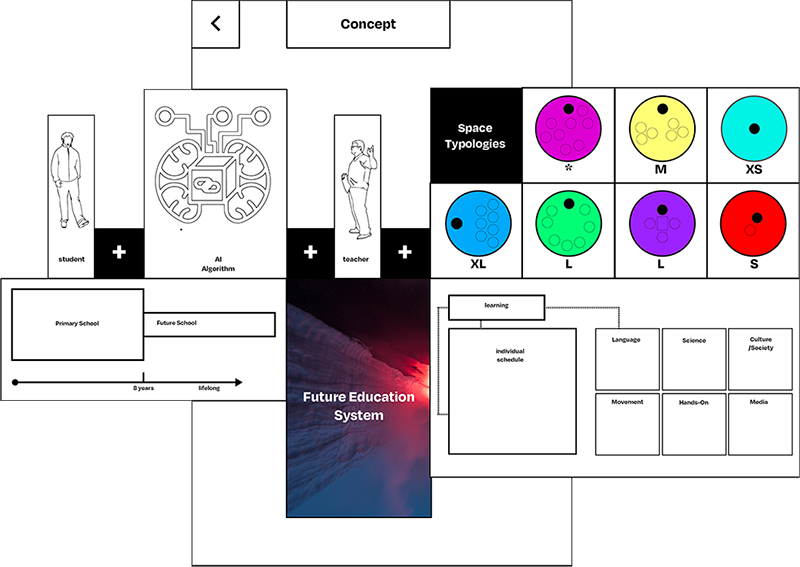 Concept
Space
Typologies
*
M
XS
XL
L
L
S
student
+
AI
Algorithm
+
teacher
+
Primary School
Future School
8 years
lifelong
Future Education
System
learning
individual
schedule
Language
Science
Culture
/Society
Movement
Hands-On
Media